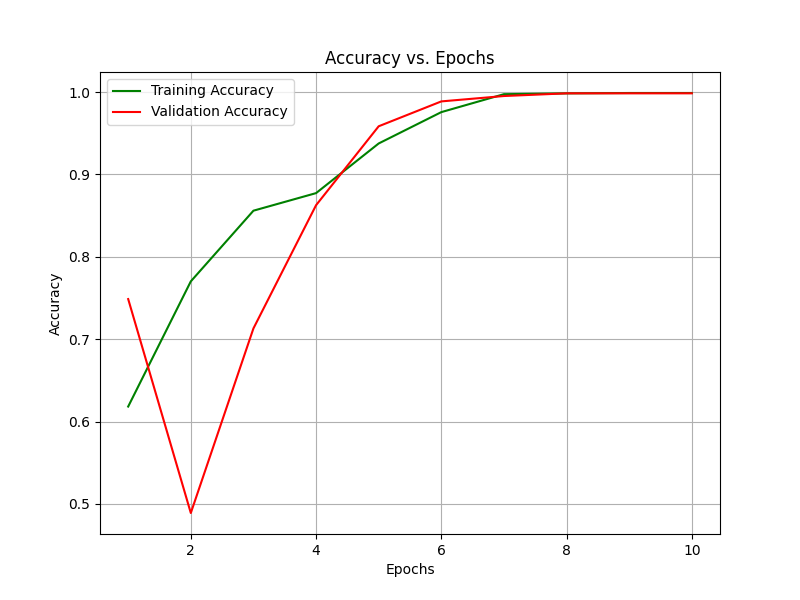 Accuracy vs. Epochs
Training Accuracy
Validation Accuracy
1.0
0.9
0.8
0.7
0.6
0.5
Accuracy
2 4 6 8 10
Epochs